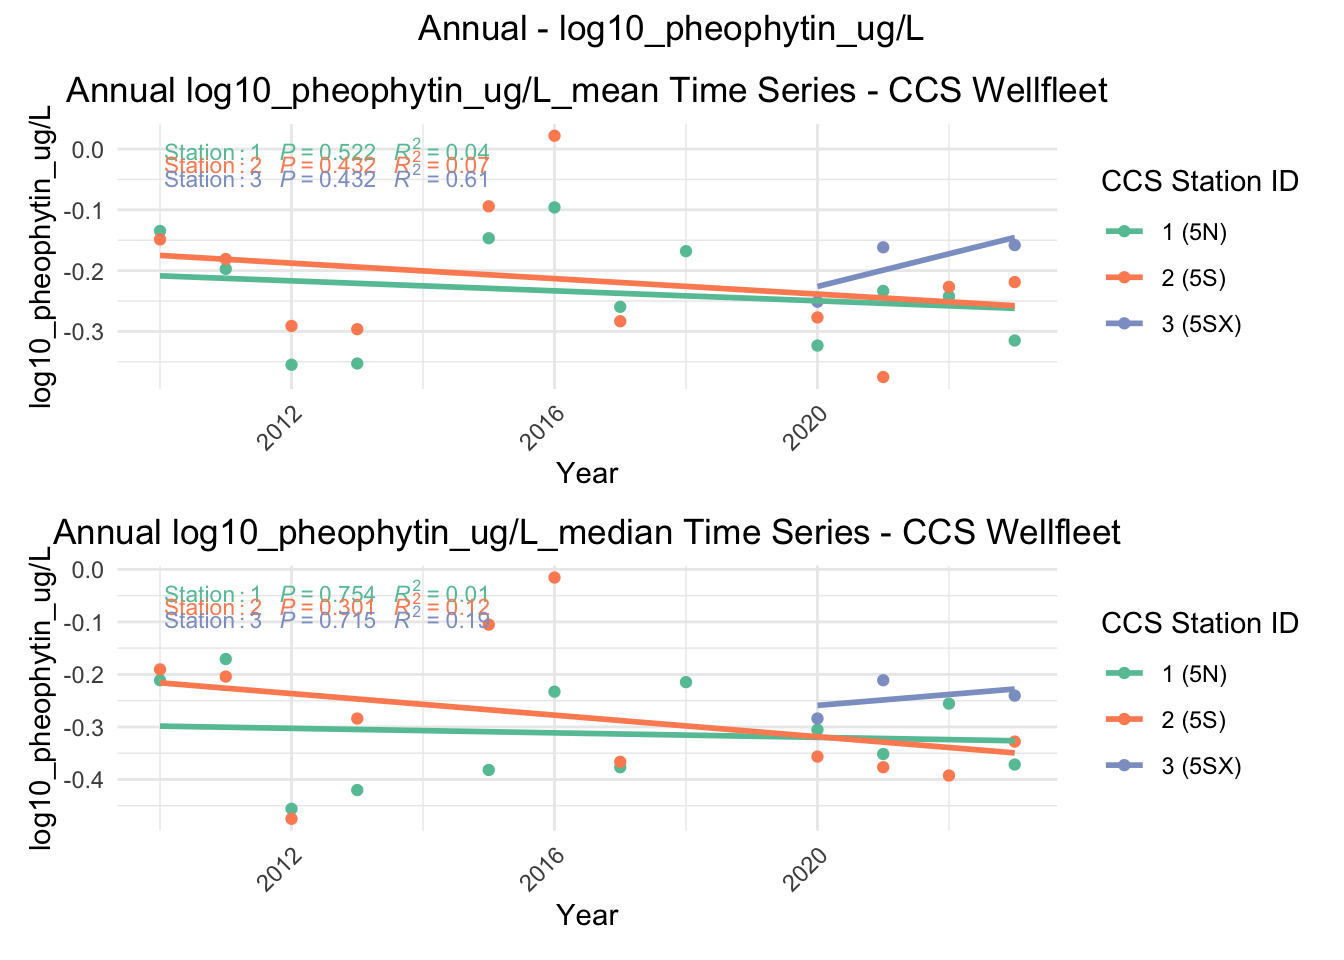 Annual - log10_pheophytin_ug/L
Annual log10_pheophytin_ug/L_mean Time Series - CCS Wellfleet
log10_pheophytin_ug/L
0.0
-0.1
-0.2
-0.3
Station : 1 P = 0.522 R² = 0.04
Station : 2 P = 0.432 R² = 0.07
Station : 3 P = 0.432 R² = 0.61
2012
2016
2020
Year
CCS Station ID
1 (5N)
2 (5S)
3 (5SX)
Annual log10_pheophytin_ug/L_median Time Series - CCS Wellfleet
log10_pheophytin_ug/L
0.0
-0.1
-0.2
-0.3
-0.4
Station : 1 P = 0.754 R² = 0.01
Station : 2 P = 0.301 R² = 0.12
Station : 3 P = 0.715 R² = 0.19
2012
2016
2020
Year
CCS Station ID
1 (5N)
2 (5S)
3 (5SX)